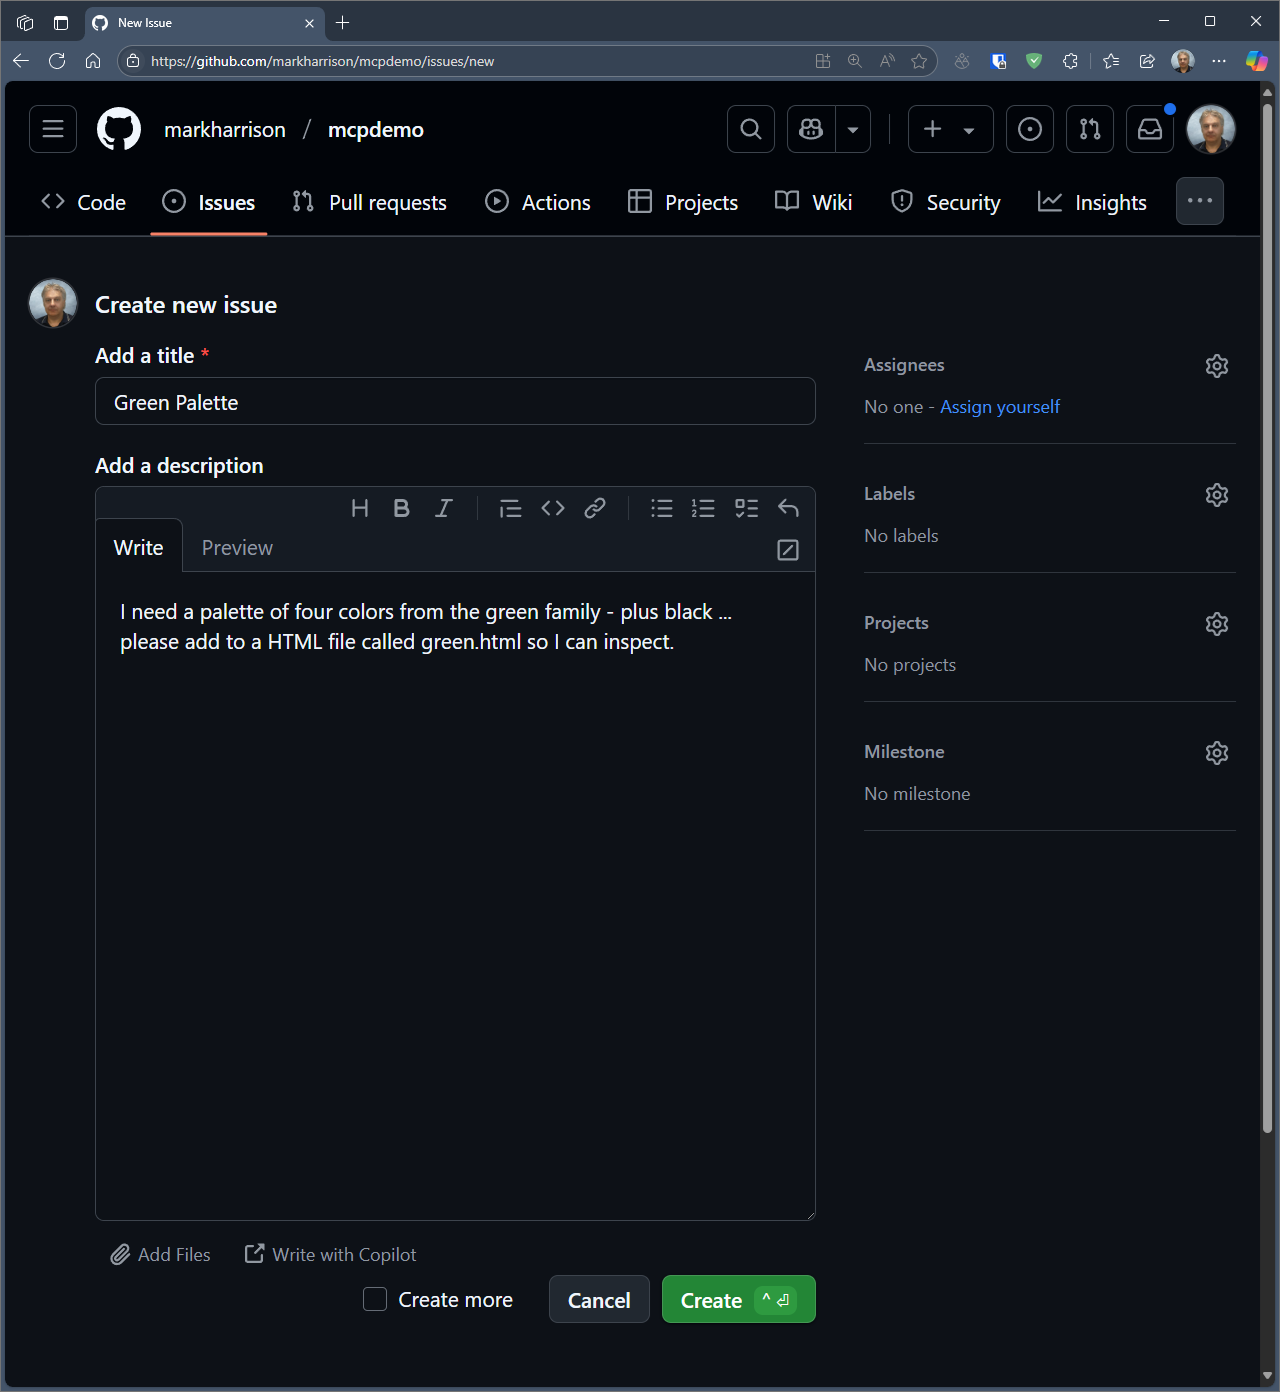 New Issue
https://github.com/markharrison/mcpdemo/issues/new
markharrison / mcpdemo
Code Issues Pull requests Actions Projects Wiki Security Insights
Create new issue
Add a title *
Green Palette
Add a description
Write Preview
I need a palette of four colors from the green family - plus black ...
please add to a HTML file called green.html so I can inspect.
Add Files Write with Copilot
Create more Cancel Create
Assignees
No one - Assign yourself
Labels
No labels
Projects
No projects
Milestone
No milestone